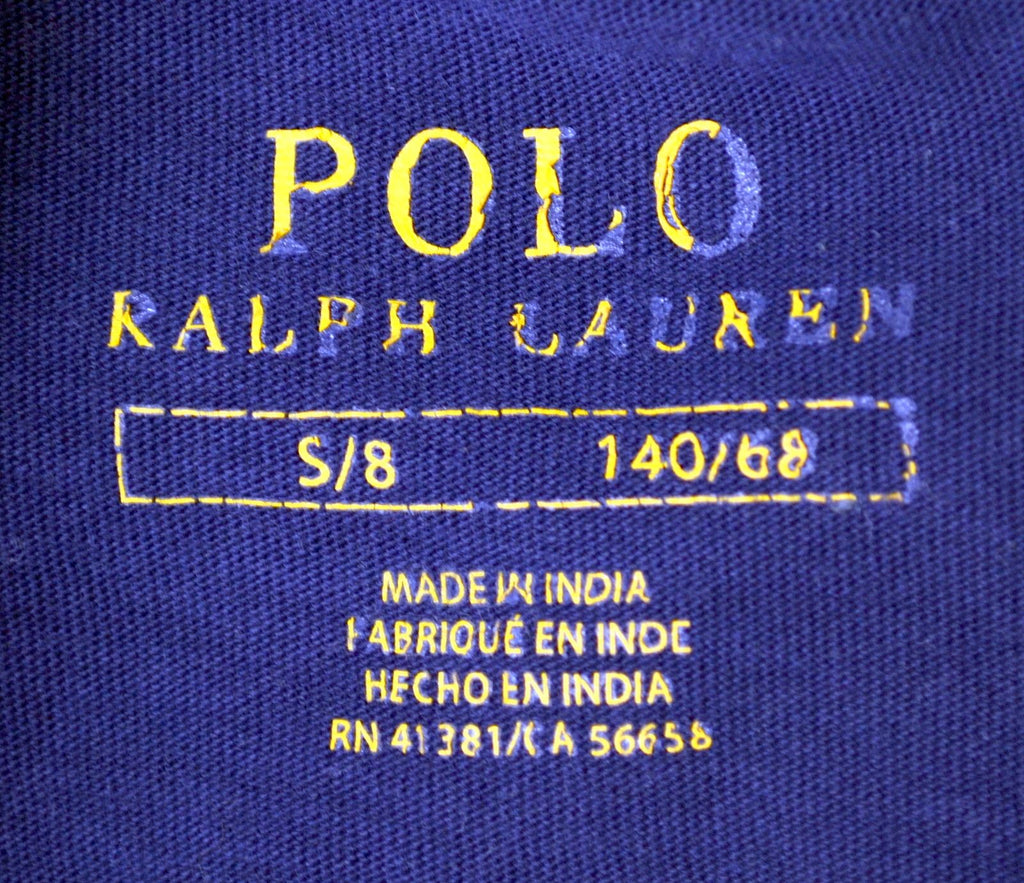 POLO
RALPH LAUREN
S/8 140/68
MADE IN INDIA
FABRIQUÉ EN INDE
HECHO EN INDIA
RN 41381/CA 56658